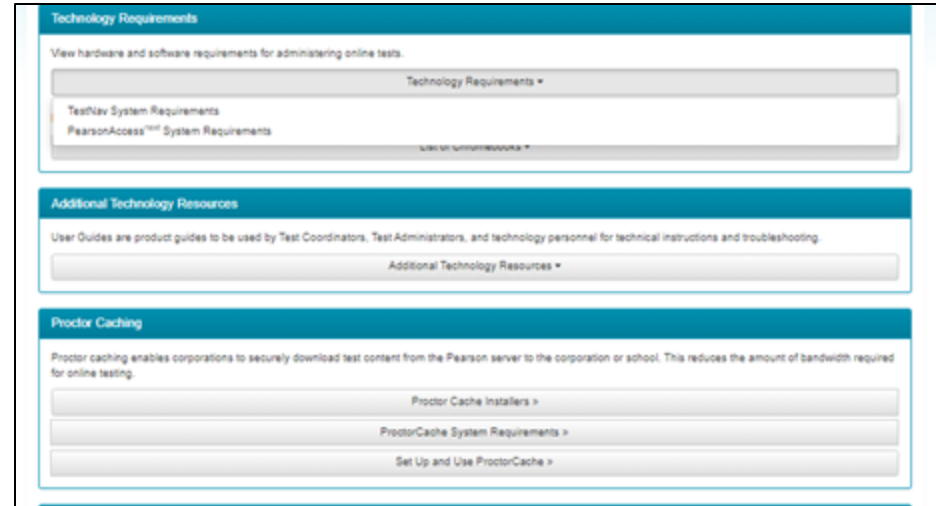 Technology Requirements
View hardware and software requirements for administering online tests.
Technology Requirements ▾
TestNav System Requirements
PearsonAccessⁿᵉˣᵗ System Requirements
List of Chromebooks ▾
Additional Technology Resources
User Guides are product guides to be used by Test Coordinators, Test Administrators, and technology personnel for technical instructions and troubleshooting.
Additional Technology Resources ▾
Proctor Caching
Proctor caching enables corporations to securely download test content from the Pearson server to the corporation or school. This reduces the amount of bandwidth required
for online testing.
Proctor Cache Installers »
ProctorCache System Requirements »
Set Up and Use ProctorCache »